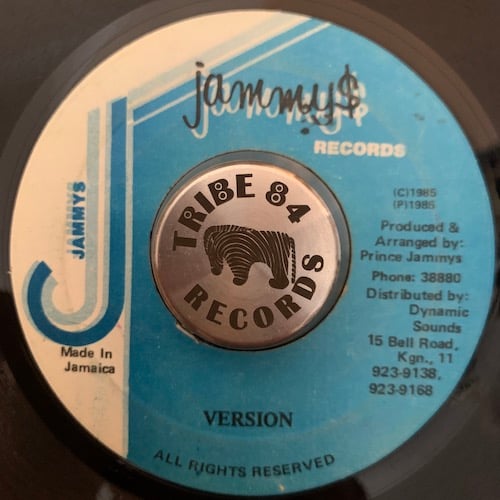 jammy$
RECORDS
JAMMYS
(C)1985
(P)1985
Produced &
Arranged by:
Prince Jammys
Phone: 38880
Distributed by:
Dynamic
Sounds
15 Bell Road,
Kgn., 11
923-9138.
923-9168
TRIBE 84
RECORDS
Made In
Jamaica
VERSION
ALL RIGHTS RESERVED